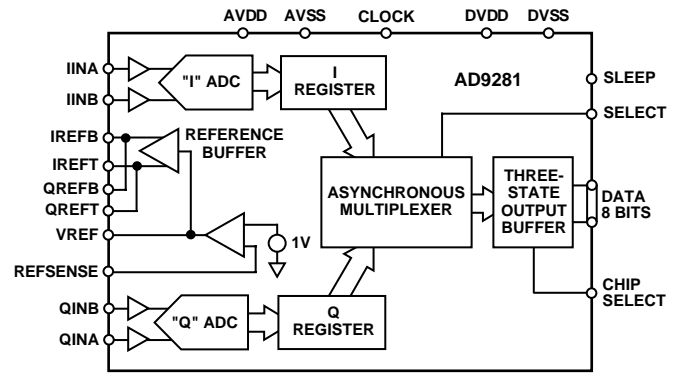 AVDD AVSS CLOCK DVDD DVSS
IINA
IINB
"I" ADC
I
REGISTER
AD9281
SLEEP
SELECT
IREFB
IREFT
QREFB
QREFT
VREF
REFSENSE
REFERENCE
BUFFER
1V
ASYNCHRONOUS
MULTIPLEXER
THREE-
STATE
OUTPUT
BUFFER
DATA
8 BITS
QINB
QINA
"Q" ADC
Q
REGISTER
CHIP
SELECT